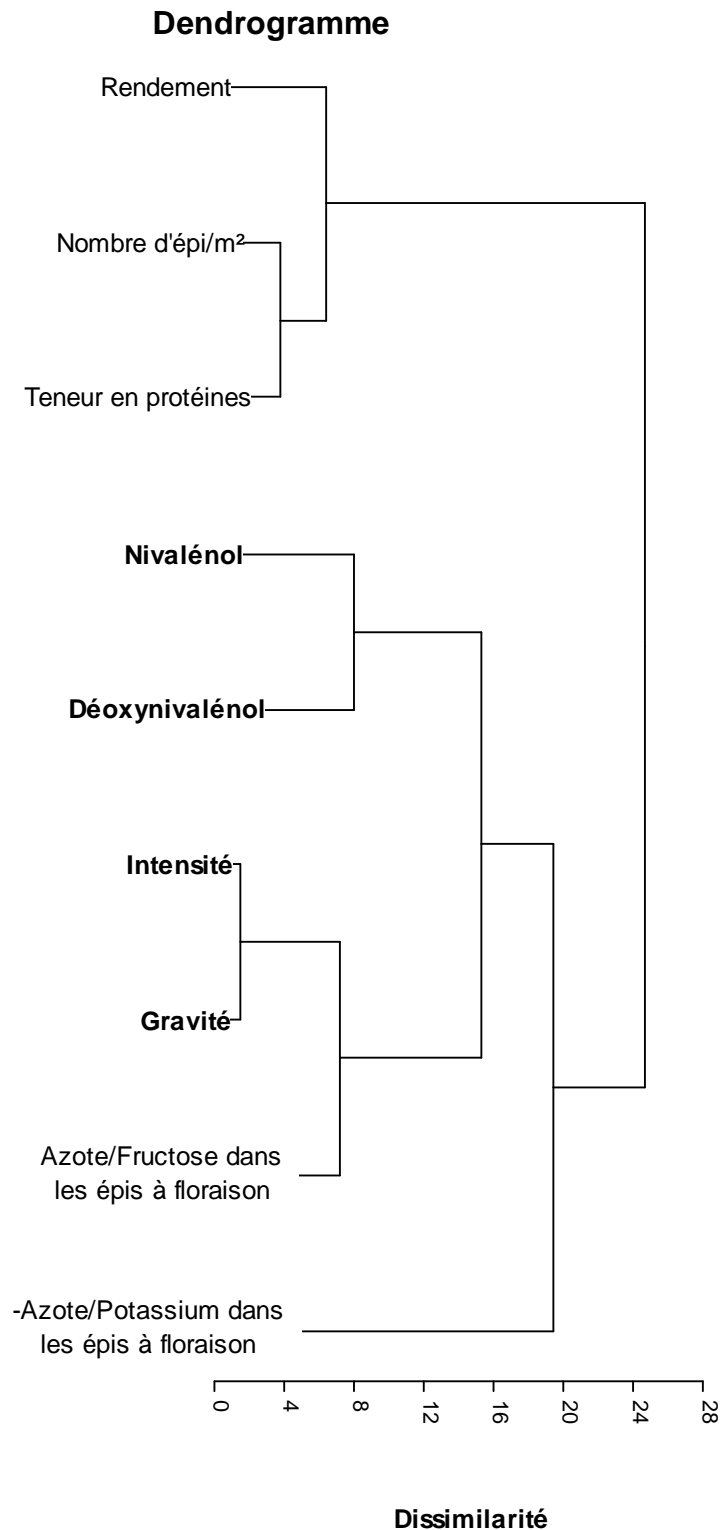 Dendrogramme
Rendement
Nombre d'épi/m²
Teneur en protéines
Nivalénol
Déoxynivalénol
Intensité
Gravité
Azote/Fructose dans
les épis à floraison
-Azote/Potassium dans
les épis à floraison
0 4 8 12 16 20 24 28
Dissimilarité